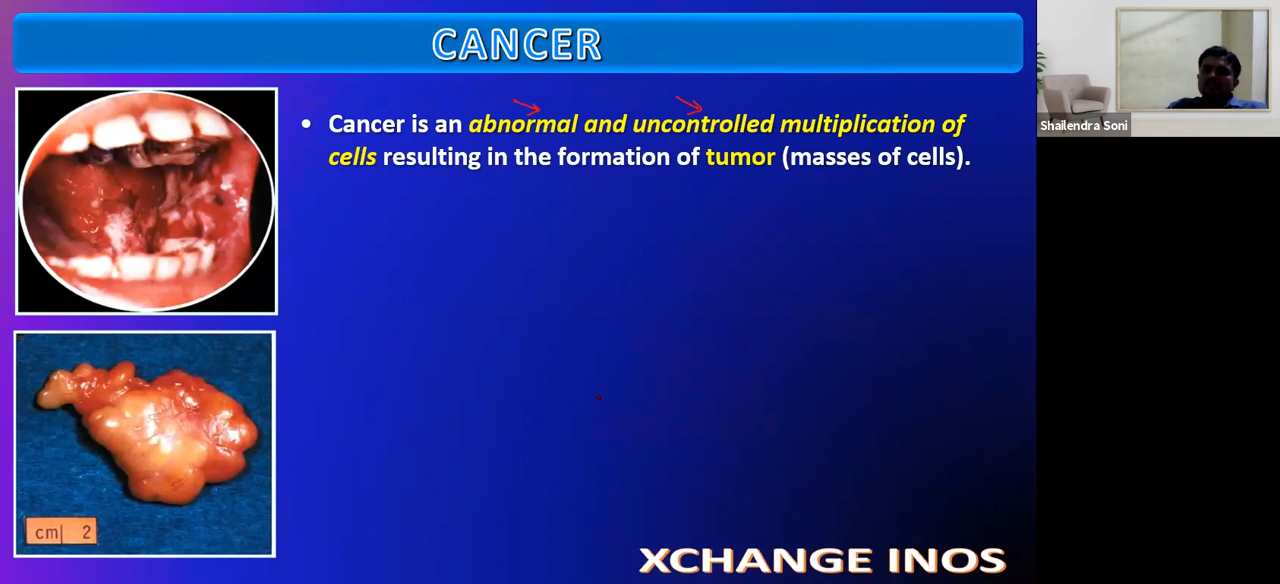 CANCER
• Cancer is an abnormal and uncontrolled multiplication of
cells resulting in the formation of tumor (masses of cells).
Shailendra Soni
cm| 2
XCHANGE INOS